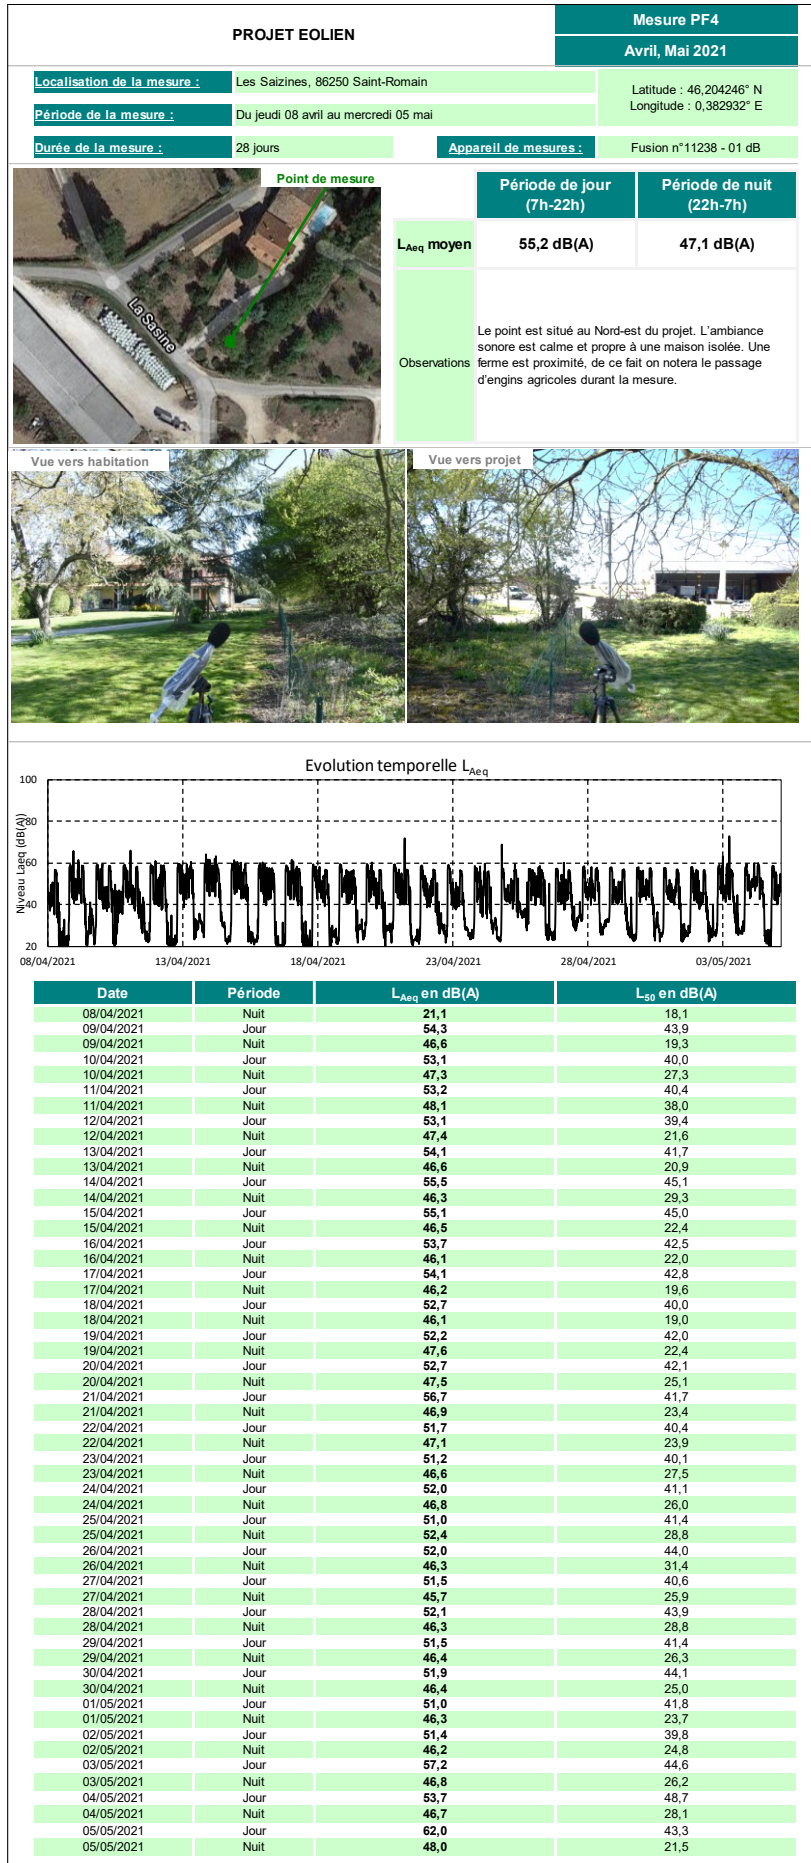 PROJET EOLIEN
Mesure PF4
Avril, Mai 2021
Localisation de la mesure :
Les Saizines, 86250 Saint-Romain
Latitude : 46,204246° N
Longitude : 0,382932° E
Période de la mesure :
Du jeudi 08 avril au mercredi 05 mai
Durée de la mesure :
28 jours
Appareil de mesures :
Fusion n°11238 - 01 dB
Point de mesure
La Sasine
Période de jour
(7h-22h)
Période de nuit
(22h-7h)
LAeq moyen
55,2 dB(A)
47,1 dB(A)
Observations
Le point est situé au Nord-est du projet. L'ambiance
sonore est calme et propre à une maison isolée. Une
ferme est proximité, de ce fait on notera le passage
d'engins agricoles durant la mesure.
Vue vers habitation
Vue vers projet
Evolution temporelle LAeq
Niveau Laeq (dB(A))
100
80
60
40
20
08/04/2021 13/04/2021 18/04/2021 23/04/2021 28/04/2021 03/05/2021
Date Période LAeq en dB(A) L50 en dB(A)
08/04/2021 Nuit 21,1 18,1
09/04/2021 Jour 54,3 43,9
09/04/2021 Nuit 46,6 19,3
10/04/2021 Jour 53,1 40,0
10/04/2021 Nuit 47,3 27,3
11/04/2021 Jour 53,2 40,4
11/04/2021 Nuit 48,1 38,0
12/04/2021 Jour 53,1 39,4
12/04/2021 Nuit 47,4 21,6
13/04/2021 Jour 54,1 41,7
13/04/2021 Nuit 46,6 20,9
14/04/2021 Jour 55,5 45,1
14/04/2021 Nuit 46,3 29,3
15/04/2021 Jour 55,1 45,0
15/04/2021 Nuit 46,5 22,4
16/04/2021 Jour 53,7 42,5
16/04/2021 Nuit 46,1 22,0
17/04/2021 Jour 54,1 42,8
17/04/2021 Nuit 46,2 19,6
18/04/2021 Jour 52,7 40,0
18/04/2021 Nuit 46,1 19,0
19/04/2021 Jour 52,2 42,0
19/04/2021 Nuit 47,6 22,4
20/04/2021 Jour 52,7 42,1
20/04/2021 Nuit 47,5 25,1
21/04/2021 Jour 56,7 41,7
21/04/2021 Nuit 46,9 23,4
22/04/2021 Jour 51,7 40,4
22/04/2021 Nuit 47,1 23,9
23/04/2021 Jour 51,2 40,1
23/04/2021 Nuit 46,6 27,5
24/04/2021 Jour 52,0 41,1
24/04/2021 Nuit 46,8 26,0
25/04/2021 Jour 51,0 41,4
25/04/2021 Nuit 52,4 28,8
26/04/2021 Jour 52,0 44,0
26/04/2021 Nuit 46,3 31,4
27/04/2021 Jour 51,5 40,6
27/04/2021 Nuit 45,7 25,9
28/04/2021 Jour 52,1 43,9
28/04/2021 Nuit 46,3 28,8
29/04/2021 Jour 51,5 41,4
29/04/2021 Nuit 46,4 26,3
30/04/2021 Jour 51,9 44,1
30/04/2021 Nuit 46,4 25,0
01/05/2021 Jour 51,0 41,8
01/05/2021 Nuit 46,3 23,7
02/05/2021 Jour 51,4 39,8
02/05/2021 Nuit 46,2 24,8
03/05/2021 Jour 57,2 44,6
03/05/2021 Nuit 46,8 26,2
04/05/2021 Jour 53,7 48,7
04/05/2021 Nuit 46,7 28,1
05/05/2021 Jour 62,0 43,3
05/05/2021 Nuit 48,0 21,5